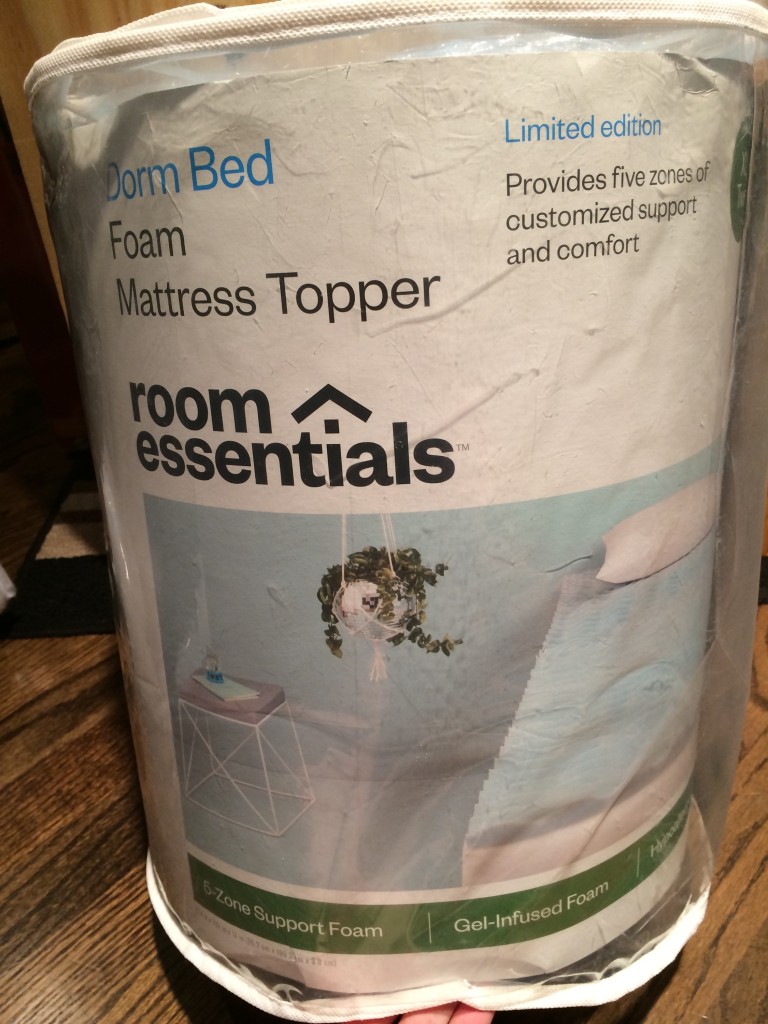 Dorm Bed
Foam
Mattress Topper
Limited edition
Provides five zones of
customized support
and comfort
room
essentials™
5-Zone Support Foam | Gel-Infused Foam |